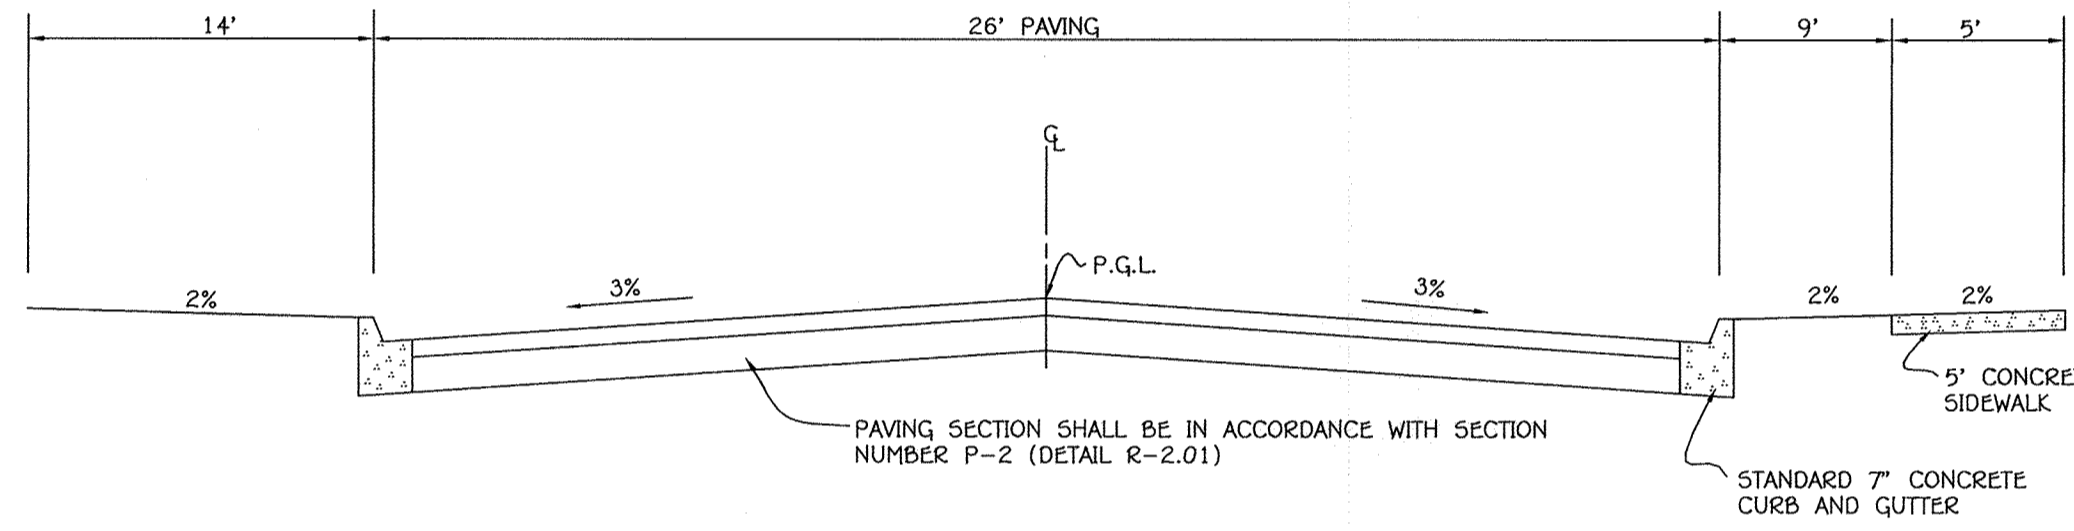 14'
26' PAVING
9'
5'
℄
P.G.L.
2%
3%
3%
2%
2%
5' CONCRE
SIDEWALK
PAVING SECTION SHALL BE IN ACCORDANCE WITH SECTION
NUMBER P-2 (DETAIL R-2.01)
STANDARD 7" CONCRETE
CURB AND GUTTER